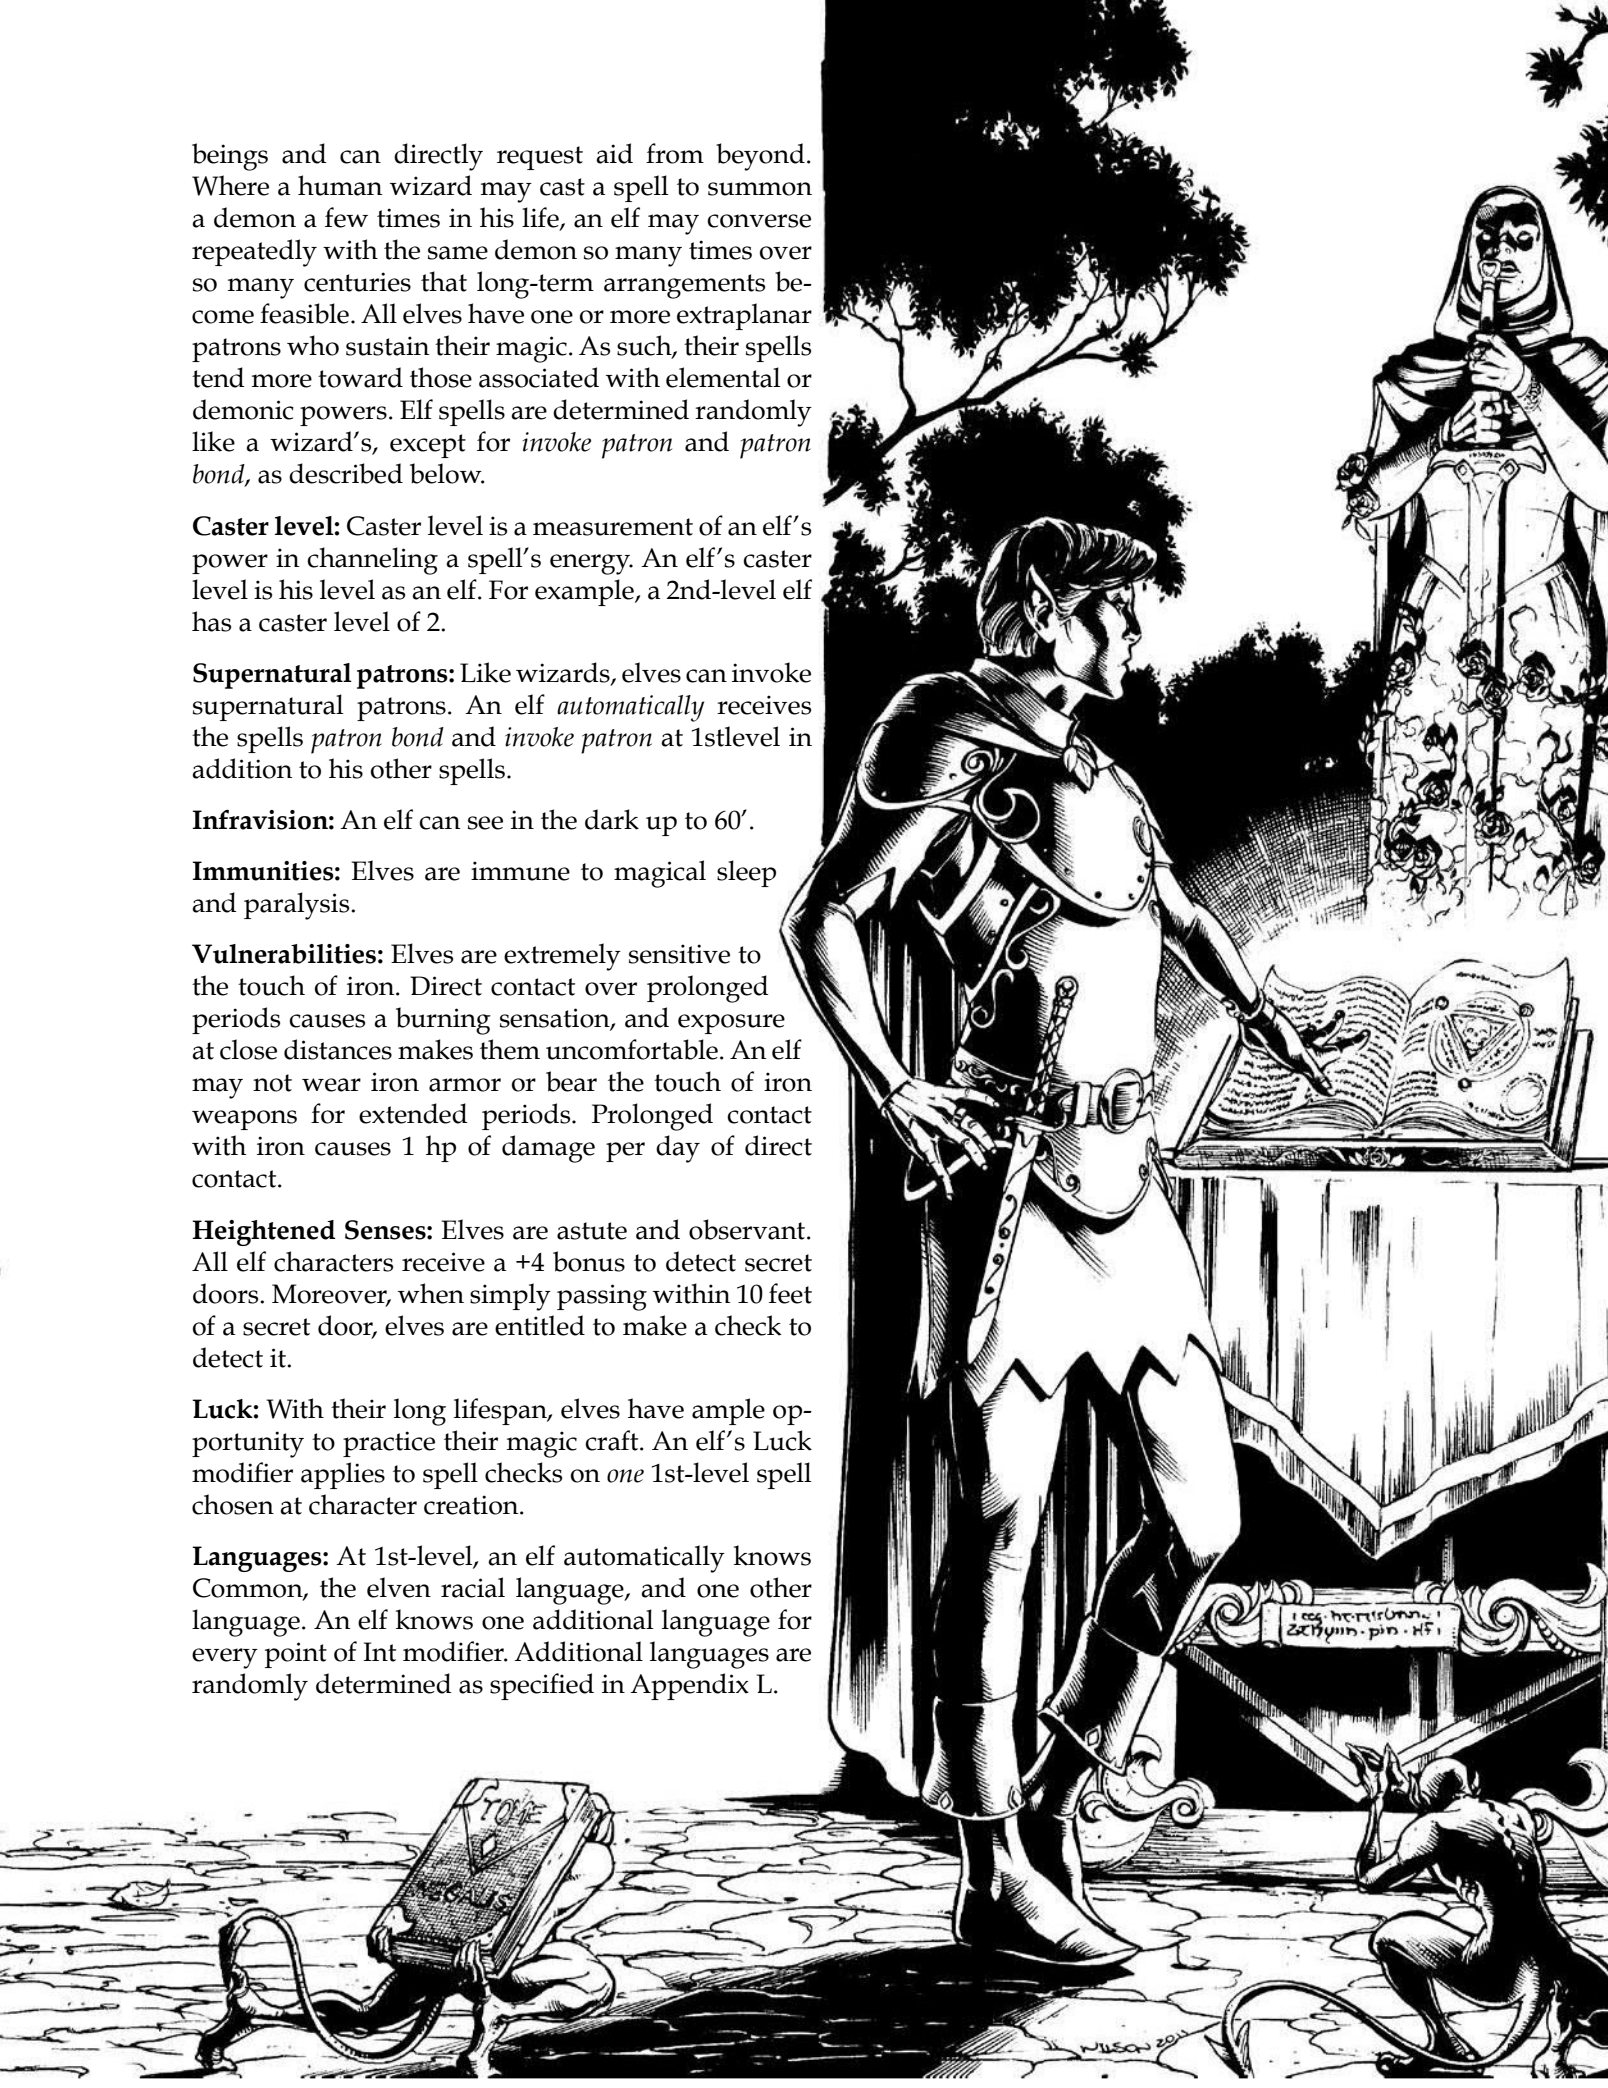 beings and can directly request aid from beyond.
Where a human wizard may cast a spell to summon
a demon a few times in his life, an elf may converse
repeatedly with the same demon so many times over
so many centuries that long-term arrangements be-
come feasible. All elves have one or more extraplanar
patrons who sustain their magic. As such, their spells
tend more toward those associated with elemental or
demonic powers. Elf spells are determined randomly
like a wizard's, except for invoke patron and patron
bond, as described below.
Caster level: Caster level is a measurement of an elf's
power in channeling a spell's energy. An elf's caster
level is his level as an elf. For example, a 2nd-level elf
has a caster level of 2.
Supernatural patrons: Like wizards, elves can invoke
supernatural patrons. An elf automatically receives
the spells patron bond and invoke patron at 1stlevel in
addition to his other spells.
Infravision: An elf can see in the dark up to 60'.
Immunities: Elves are immune to magical sleep
and paralysis.
Vulnerabilities: Elves are extremely sensitive to
the touch of iron. Direct contact over prolonged
periods causes a burning sensation, and exposure
at close distances makes them uncomfortable. An elf
may not wear iron armor or bear the touch of iron
weapons for extended periods. Prolonged contact
with iron causes 1 hp of damage per day of direct
contact.
Heightened Senses: Elves are astute and observant.
All elf characters receive a +4 bonus to detect secret
doors. Moreover, when simply passing within 10 feet
of a secret door, elves are entitled to make a check to
detect it.
Luck: With their long lifespan, elves have ample op-
portunity to practice their magic craft. An elf's Luck
modifier applies to spell checks on one 1st-level spell
chosen at character creation.
Languages: At 1st-level, an elf automatically knows
Common, the elven racial language, and one other
language. An elf knows one additional language for
every point of Int modifier. Additional languages are
randomly determined as specified in Appendix L.
TOME
WILSON